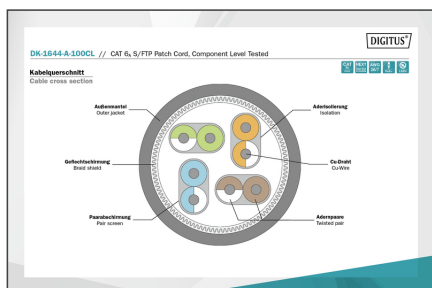 DIGITUS®
DK-1644-A-100CL // CAT 6A S/FTP Patch Cord, Component Level Tested
Kabelquerschnitt
Cable cross section
Außenmantel
Outer jacket
Aderisolierung
Isolation
Geflechtschirmung
Braid shield
Cu-Draht
Cu-Wire
Paarabschirmung
Pair screen
Adernpaare
Twisted pair